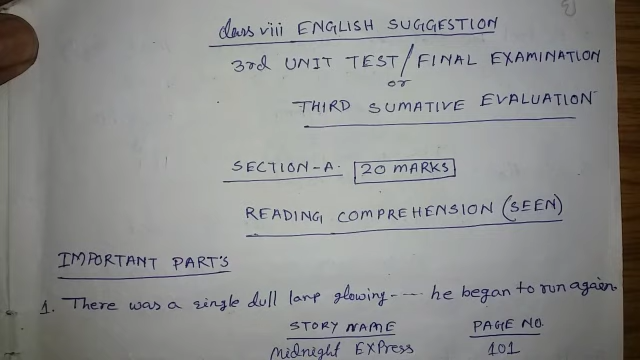 class viii ENGLISH SUGGESTION
3rd UNIT TEST/FINAL EXAMINATION
or
THIRD SUMATIVE EVALUATION
SECTION-A. 20 MARKS
READING COMPREHENSION (SEEN)
IMPORTANT PART'S
1. There was a single dull lamp glowing---- he began to run again.
STORY NAME PAGE NO.
Midnight EXPress 101